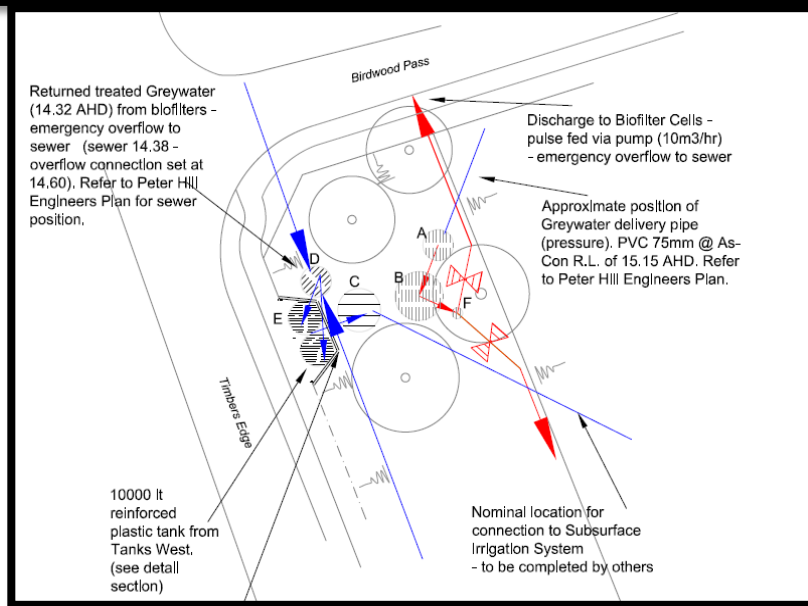 Birdwood Pass
Returned treated Greywater
(14.32 AHD) from biofilters -
emergency overflow to
sewer (sewer 14.38 -
overflow connection set at
14.60). Refer to Peter Hill
Engineers Plan for sewer
position.
Discharge to Biofilter Cells -
pulse fed via pump (10m3/hr)
- emergency overflow to sewer
Approximate position of
Greywater delivery pipe
(pressure). PVC 75mm @ As-
Con R.L. of 15.15 AHD. Refer
to Peter Hill Engineers Plan.
A
D
B
C
F
E
Timbers Edge
10000 lt
reinforced
plastic tank from
Tanks West.
(see detail
section)
Nominal location for
connection to Subsurface
Irrigation System
- to be completed by others